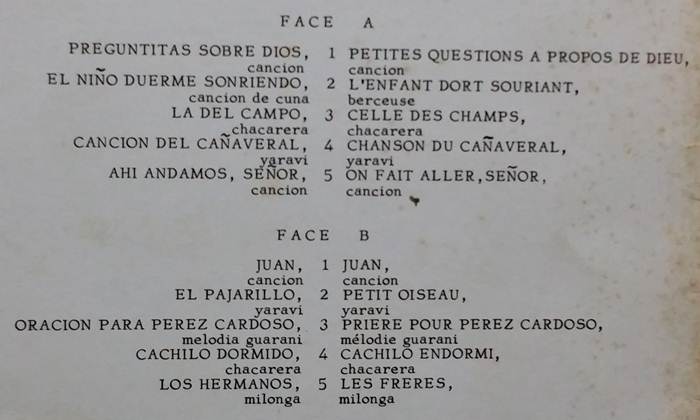 FACE A
PREGUNTITAS SOBRE DIOS, 1 PETITES QUESTIONS A PROPOS DE DIEU,
cancion cancion
EL NIÑO DUERME SONRIENDO, 2 L'ENFANT DORT SOURIANT,
cancion de cuna berceuse
LA DEL CAMPO, 3 CELLE DES CHAMPS,
chacarera chacarera
CANCION DEL CAÑAVERAL, 4 CHANSON DU CAÑAVERAL,
yaravi yaravi
AHI ANDAMOS, SEÑOR, 5 ON FAIT ALLER, SEÑOR,
cancion cancion
FACE B
JUAN, 1 JUAN,
cancion cancion
EL PAJARILLO, 2 PETIT OISEAU,
yaravi yaravi
ORACION PARA PEREZ CARDOSO, 3 PRIERE POUR PEREZ CARDOSO,
melodia guarani mélodie guarani
CACHILO DORMIDO, 4 CACHILO ENDORMI,
chacarera chacarera
LOS HERMANOS, 5 LES FRERES,
milonga milonga